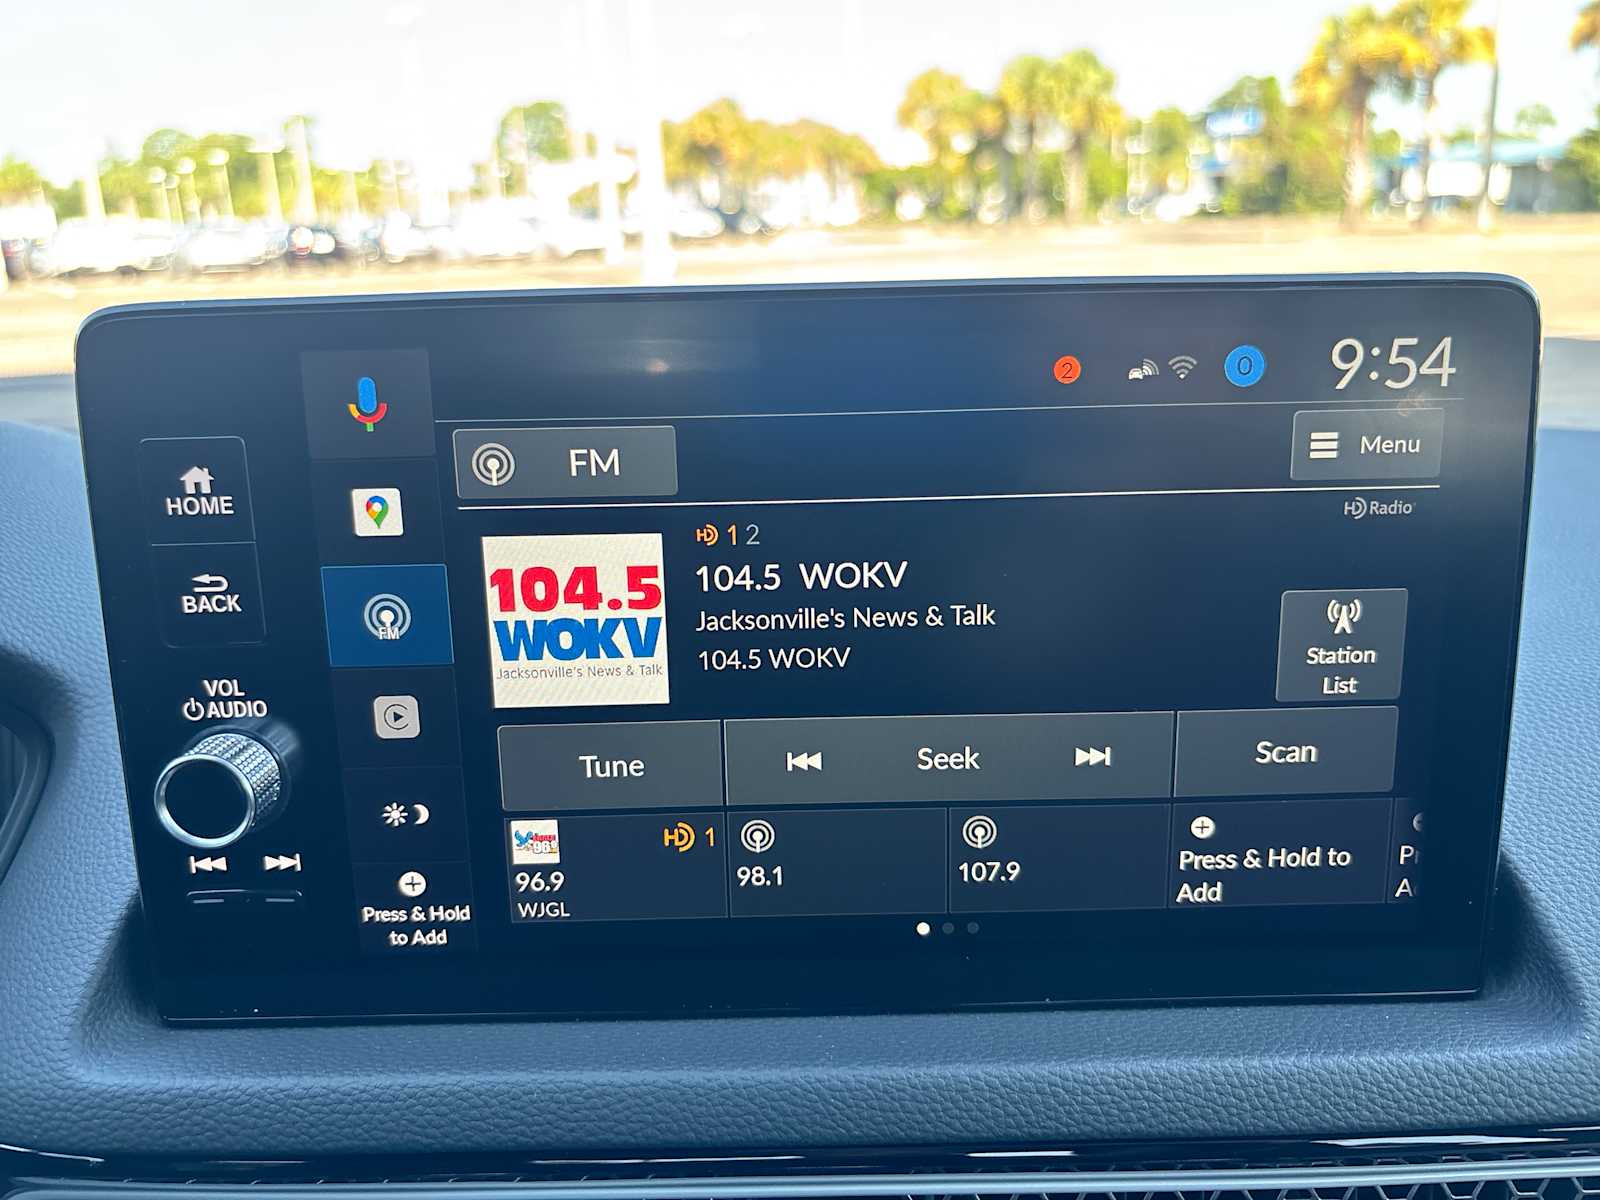 2
0
9:54
HOME
BACK
VOL
AUDIO
FM
Menu
HD Radio
FM
HD 1 2
104.5 WOKV
Jacksonville's News & Talk
104.5 WOKV
104.5
WOKV
Jacksonville's News & Talk
Station
List
Tune
Seek
Scan
HD 1
96.9
WJGL
98.1
107.9
Press & Hold to
Add
Press & Hold
to Add